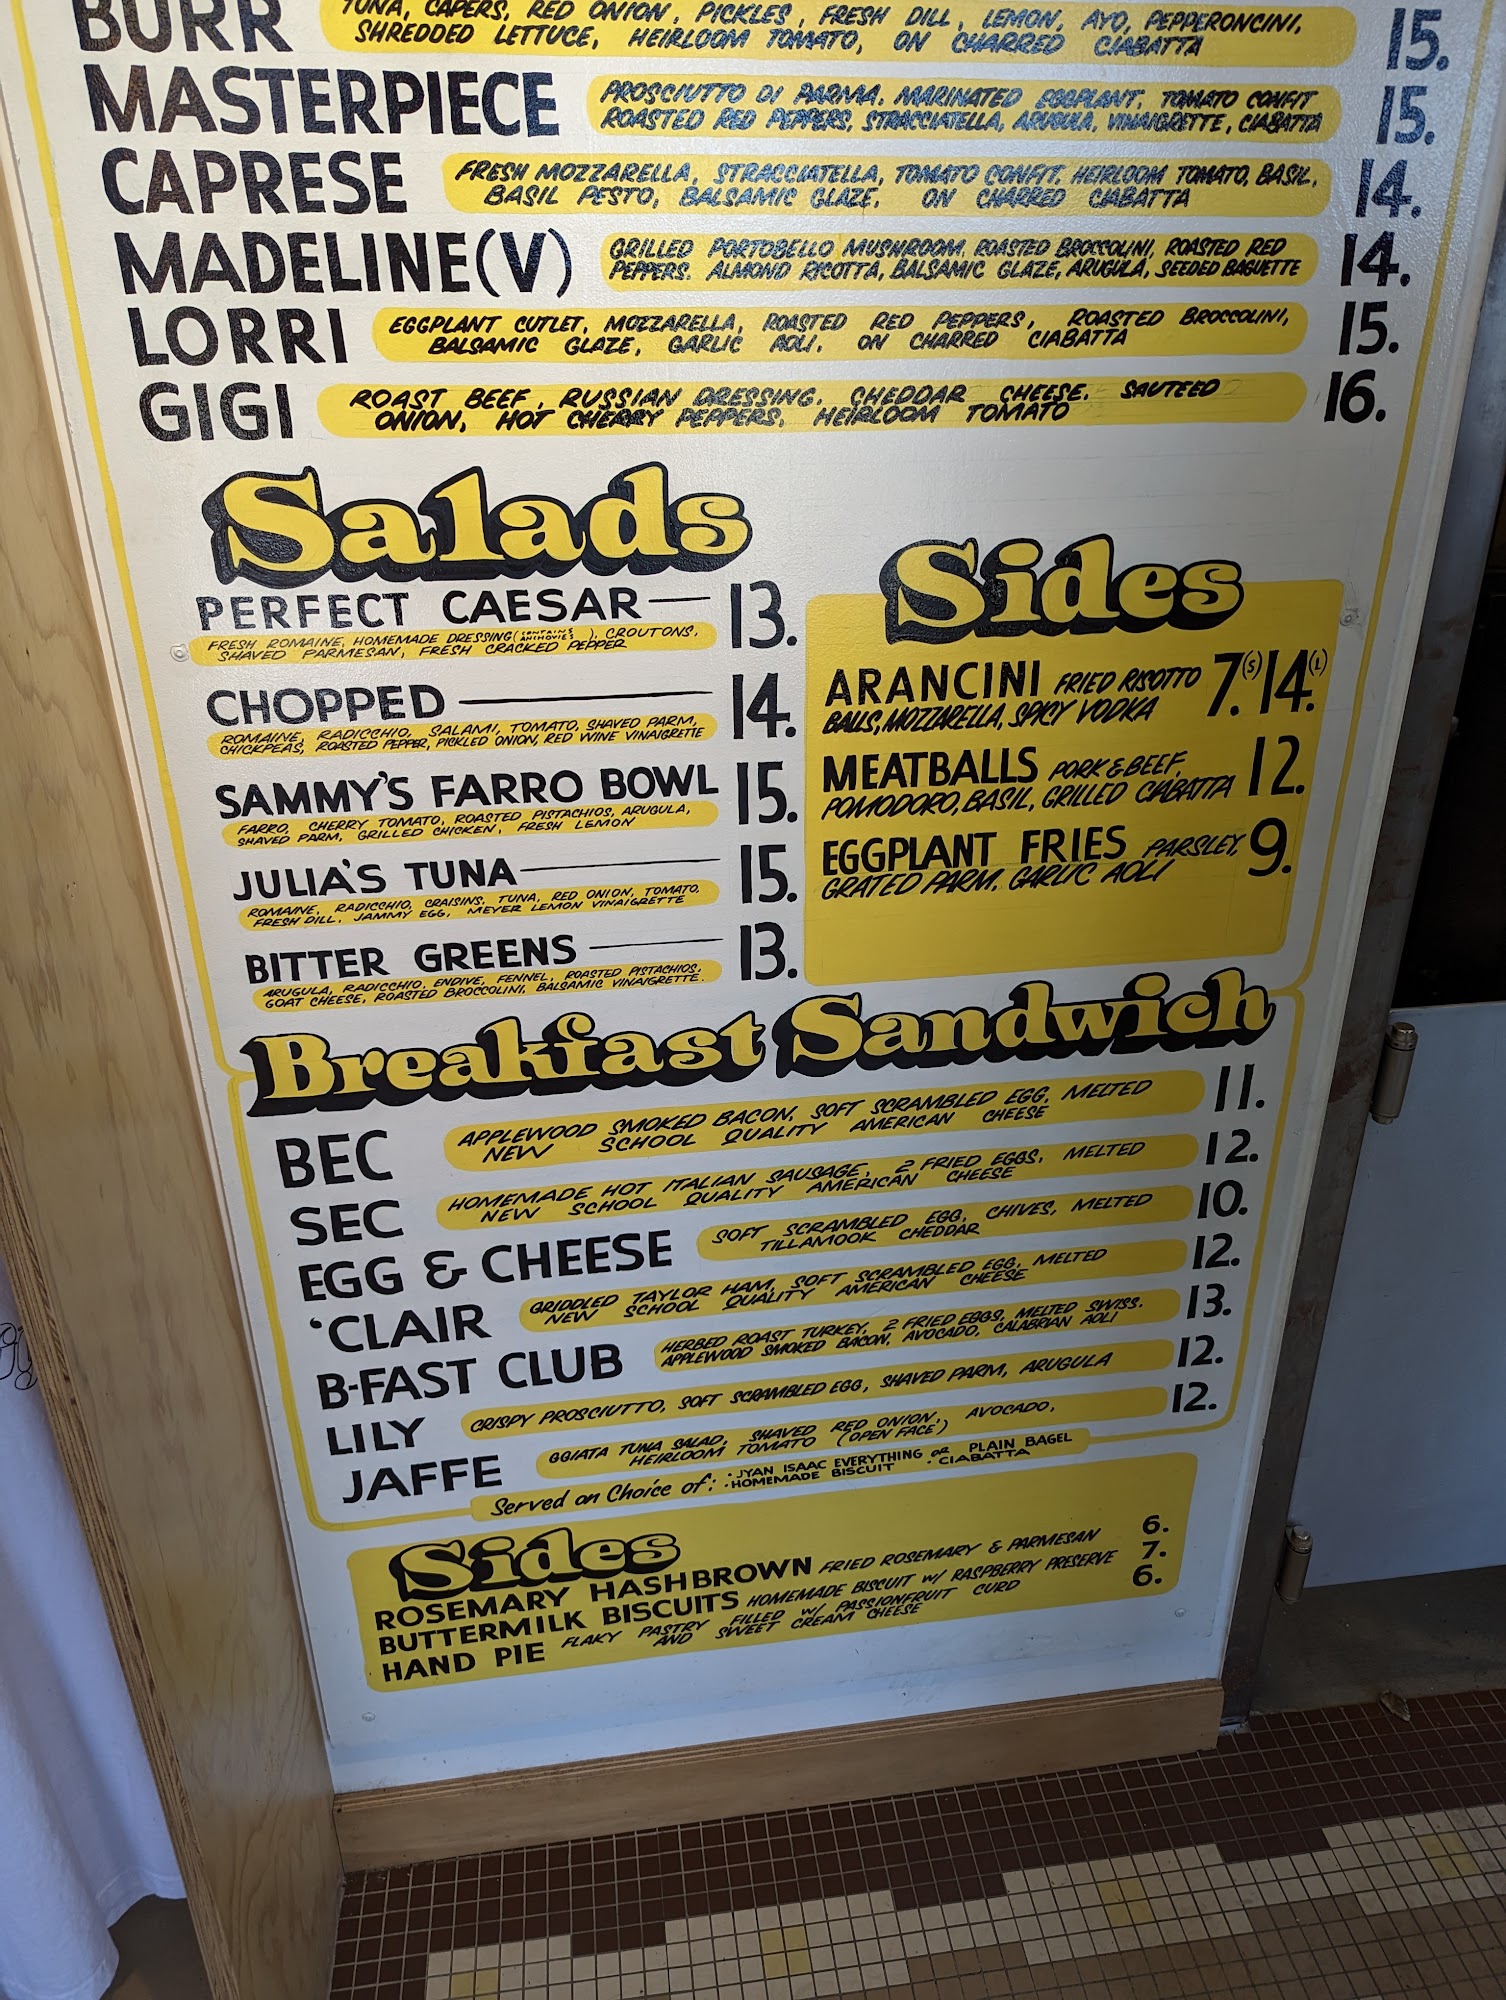 BURR TUNA, CAPERS, RED ONION, PICKLES, FRESH DILL, LEMON, AYO, PEPPERONCINI, 15.
SHREDDED LETTUCE, HEIRLOOM TOMATO, ON CHARRED CIABATTA
MASTERPIECE PROSCIUTTO DI PARMA, MARINATED EGGPLANT, TOMATO CONFIT 15.
ROASTED RED PEPPERS, STRACCIATELLA, ARUGULA, VINAIGRETTE, CIABATTA
CAPRESE FRESH MOZZARELLA, STRACCIATELLA, TOMATO CONFIT, HEIRLOOM TOMATO, BASIL, 14.
BASIL PESTO, BALSAMIC GLAZE, ON CHARRED CIABATTA
MADELINE(V) GRILLED PORTOBELLO MUSHROOM, ROASTED BROCCOLINI, ROASTED RED 14.
PEPPERS, ALMOND RICOTTA, BALSAMIC GLAZE, ARUGULA, SEEDED BAGUETTE
LORRI EGGPLANT CUTLET, MOZZARELLA, ROASTED RED PEPPERS, ROASTED BROCCOLINI, 15.
BALSAMIC GLAZE, GARLIC AOLI, ON CHARRED CIABATTA
GIGI ROAST BEEF, RUSSIAN DRESSING, CHEDDAR CHEESE, SAUTEED 16.
ONION, HOT CHERRY PEPPERS, HEIRLOOM TOMATO
Salads
PERFECT CAESAR — 13.
FRESH ROMAINE, HOMEMADE DRESSING (CONTAINS ANCHOVIES), CROUTONS,
SHAVED PARMESAN, FRESH CRACKED PEPPER
CHOPPED — 14.
ROMAINE, RADICCHIO, SALAMI, TOMATO, SHAVED PARM,
CHICKPEAS, ROASTED PEPPER, PICKLED ONION, RED WINE VINAIGRETTE
SAMMY'S FARRO BOWL 15.
FARRO, CHERRY TOMATO, ROASTED PISTACHIOS, ARUGULA,
SHAVED PARM, GRILLED CHICKEN, FRESH LEMON
JULIA'S TUNA — 15.
ROMAINE, RADICCHIO, CRAISINS, TUNA, RED ONION, TOMATO,
FRESH DILL, JAMMY EGG, MEYER LEMON VINAIGRETTE
BITTER GREENS — 13.
ARUGULA, RADICCHIO, ENDIVE, FENNEL, ROASTED PISTACHIOS,
GOAT CHEESE, ROASTED BROCCOLINI, BALSAMIC VINAIGRETTE.
Sides
ARANCINI FRIED RISOTTO 7.(S) 14.(L)
BALLS, MOZZARELLA, SPICY VODKA
MEATBALLS PORK & BEEF, 12.
POMODORO, BASIL, GRILLED CIABATTA
EGGPLANT FRIES PARSLEY, 9.
GRATED PARM, GARLIC AOLI
Breakfast Sandwich
BEC APPLEWOOD SMOKED BACON, SOFT SCRAMBLED EGG, MELTED 11.
NEW SCHOOL QUALITY AMERICAN CHEESE
SEC HOMEMADE HOT ITALIAN SAUSAGE, 2 FRIED EGGS, MELTED 12.
NEW SCHOOL QUALITY AMERICAN CHEESE
EGG & CHEESE SOFT SCRAMBLED EGG, CHIVES, MELTED 10.
TILLAMOOK CHEDDAR
'CLAIR GRIDDLED TAYLOR HAM, SOFT SCRAMBLED EGG, MELTED 12.
NEW SCHOOL QUALITY AMERICAN CHEESE
B-FAST CLUB HERBED ROAST TURKEY, 2 FRIED EGGS, MELTED SWISS, 13.
APPLEWOOD SMOKED BACON, AVOCADO, CALABRIAN AOLI
LILY CRISPY PROSCIUTTO, SOFT SCRAMBLED EGG, SHAVED PARM, ARUGULA 12.
JAFFE GGIATA TUNA SALAD, SHAVED RED ONION, AVOCADO, 12.
HEIRLOOM TOMATO (OPEN FACE')
Served on Choice of: · JYAN ISAAC EVERYTHING or PLAIN BAGEL
· HOMEMADE BISCUIT · CIABATTA
Sides
ROSEMARY HASHBROWN FRIED ROSEMARY & PARMESAN 6.
BUTTERMILK BISCUITS HOMEMADE BISCUIT W/ RASPBERRY PRESERVE 7.
HAND PIE FLAKY PASTRY FILLED W/ PASSIONFRUIT CURD 6.
AND SWEET CREAM CHEESE